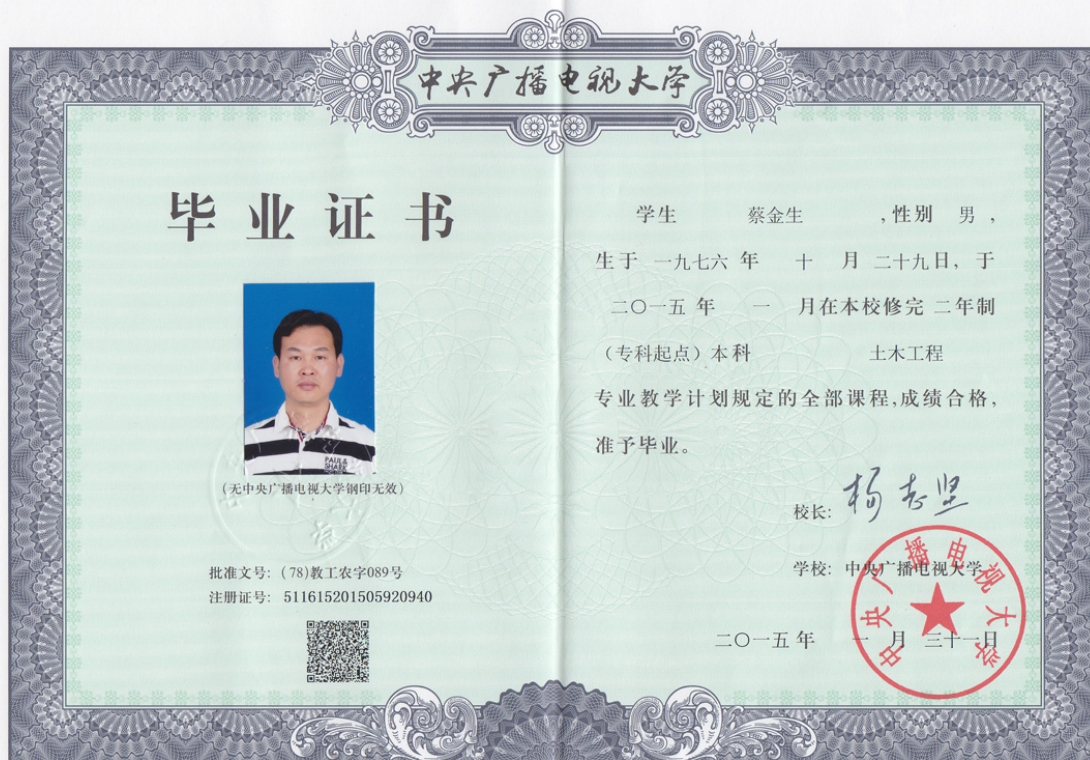 中央广播电视大学
毕业证书
PAUL&
SHARK
（无中央广播电视大学钢印无效）
批准文号：(78)教工农字089号
注册证号：511615201505920940
学生 蔡金生 ，性别 男，
生于 一九七六 年 十 月 二十九日，于
二〇一五 年 一 月在本校修完 二年制
（专科起点）本科 土木工程
专业教学计划规定的全部课程，成绩合格，
准予毕业。
校长：杨志坚
学校：中央广播电视大学
中央广播电视大学
二〇一五 年 一 月 三十一日